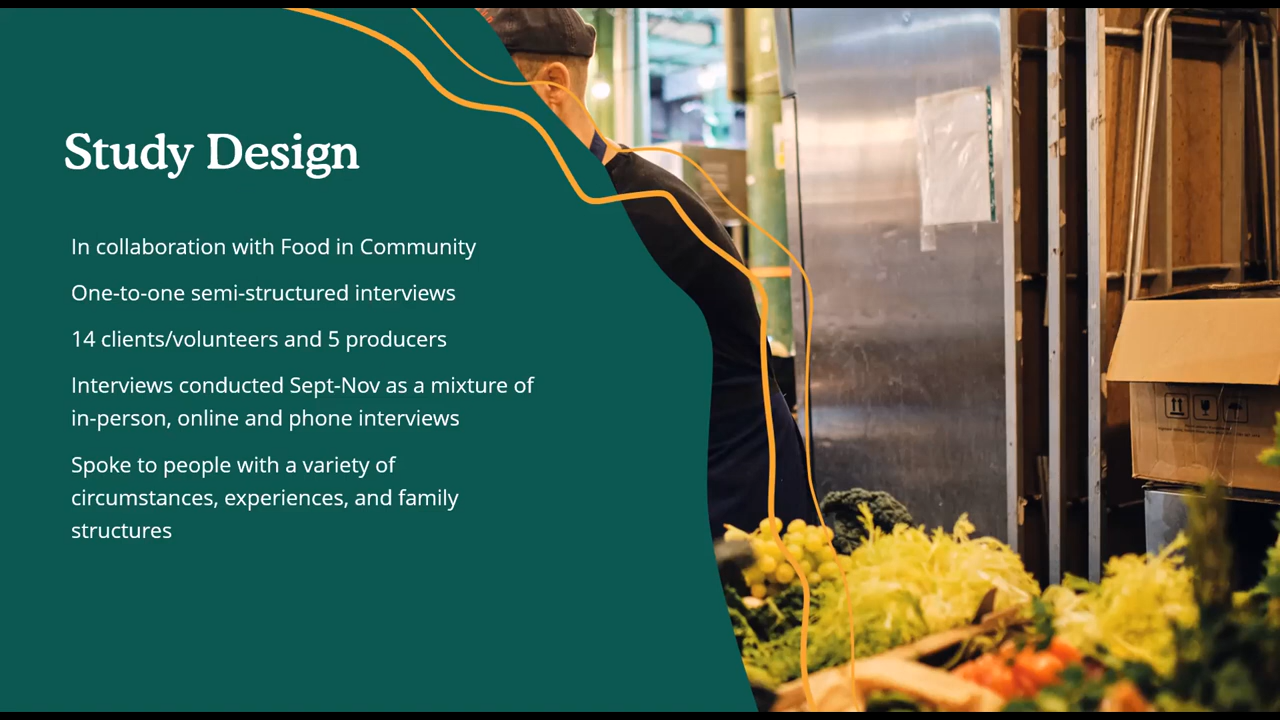 Study Design
In collaboration with Food in Community
One-to-one semi-structured interviews
14 clients/volunteers and 5 producers
Interviews conducted Sept-Nov as a mixture of
in-person, online and phone interviews
Spoke to people with a variety of
circumstances, experiences, and family
structures